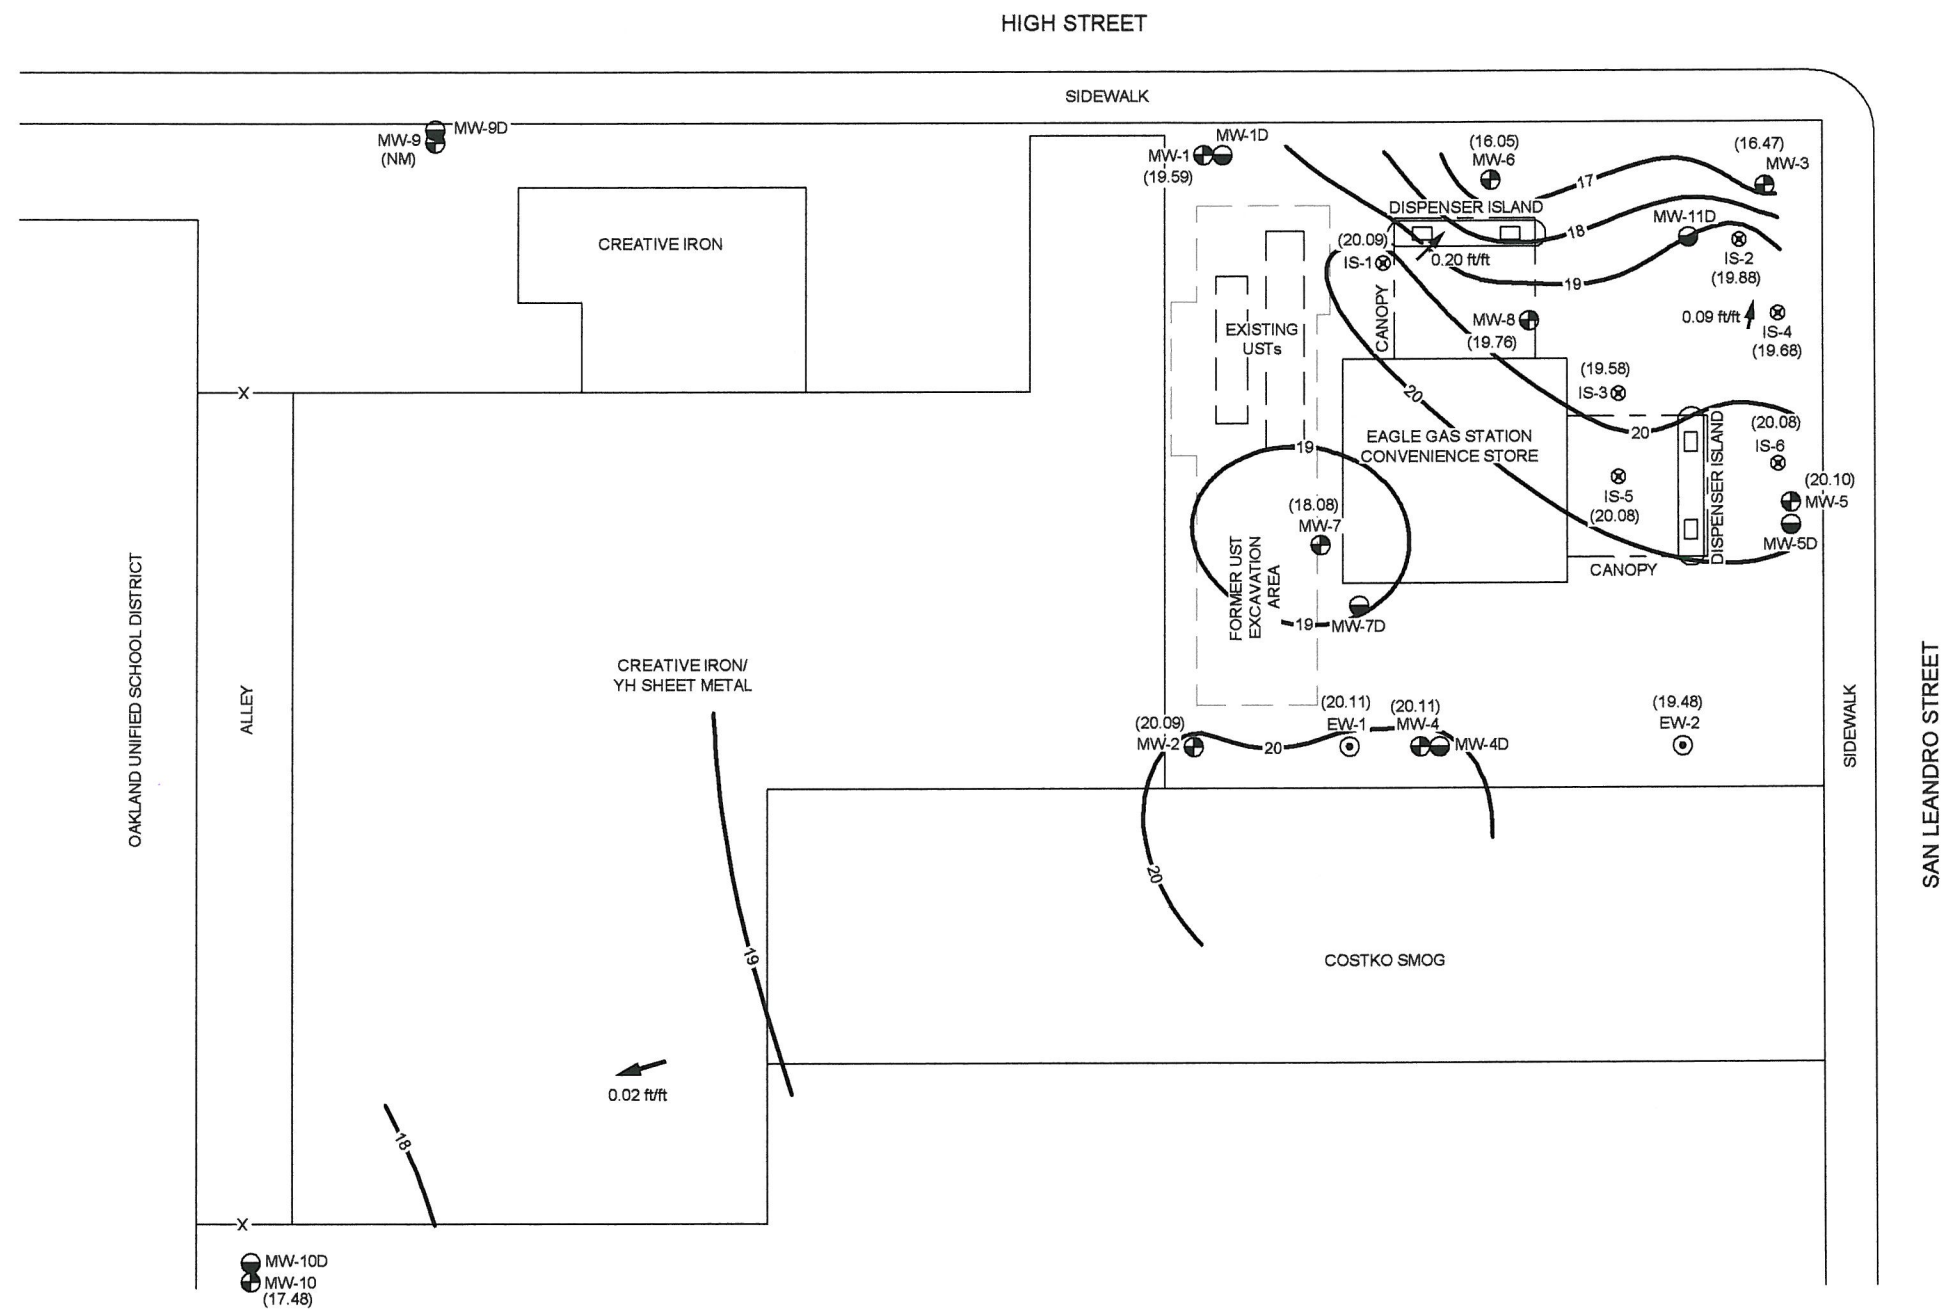 HIGH STREET
SIDEWALK
MW-9
(NM)
MW-9D
MW-1D
MW-1
(19.59)
(16.05)
MW-6
(16.47)
MW-3
17
DISPENSER ISLAND
18
MW-11D
(20.09)
IS-1
0.20 ft/ft
IS-2
(19.88)
19
CREATIVE IRON
CANOPY
MW-8
(19.76)
0.09 ft/ft
IS-4
(19.68)
EXISTING
USTs
X
(19.58)
IS-3
20
20
EAGLE GAS STATION
CONVENIENCE STORE
(20.08)
IS-6
DISPENSER ISLAND
19
IS-5
(20.08)
(20.10)
MW-5
MW-5D
(18.08)
MW-7
CANOPY
FORMER UST
EXCAVATION
AREA
19
MW-7D
OAKLAND UNIFIED SCHOOL DISTRICT
ALLEY
CREATIVE IRON/
YH SHEET METAL
(20.09)
MW-2
20
(20.11)
EW-1
(20.11)
MW-4
MW-4D
(19.48)
EW-2
SIDEWALK
SAN LEANDRO STREET
20
19
COSTKO SMOG
0.02 ft/ft
18
X
MW-10D
MW-10
(17.48)